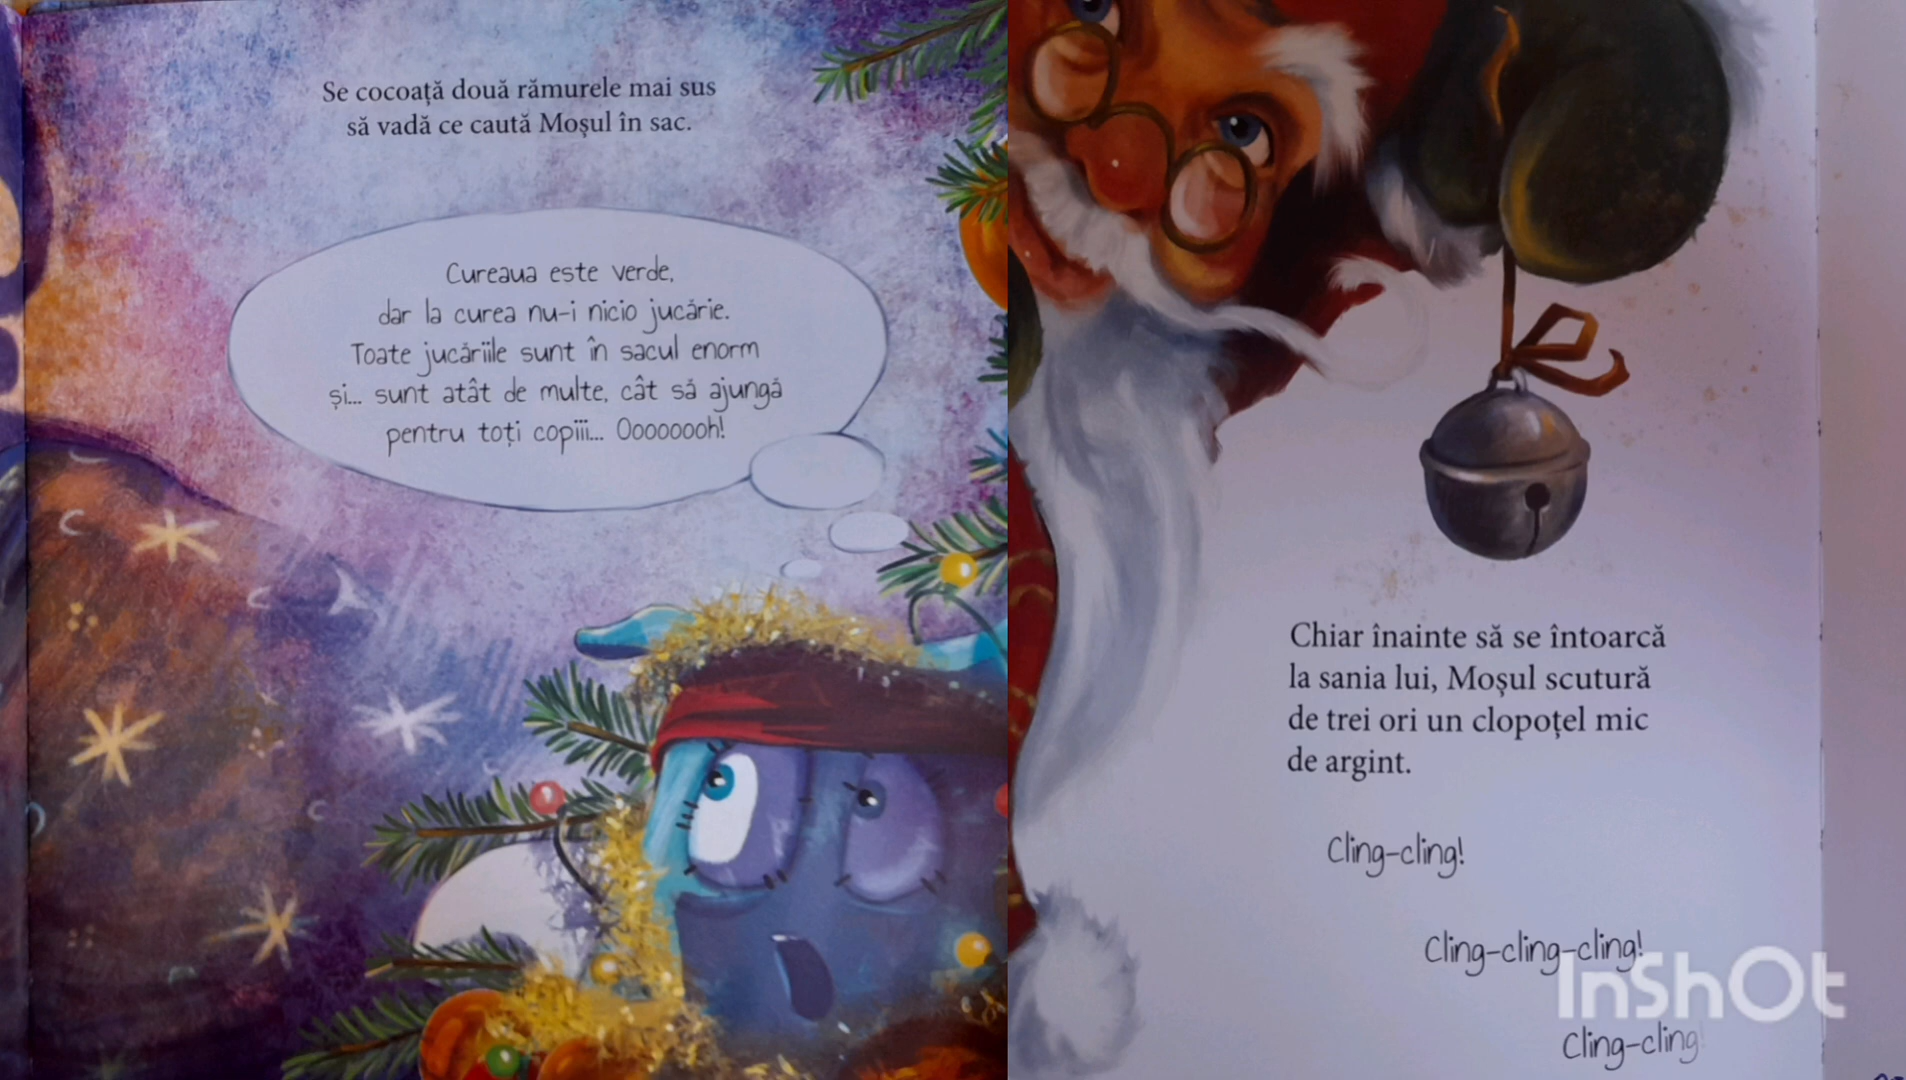 Se cocoață două rămurele mai sus
să vadă ce caută Moșul în sac.
Cureaua este verde,
dar la curea nu-i nicio jucărie.
Toate jucăriile sunt în sacul enorm
și... sunt atât de multe, cât să ajungă
pentru toți copiii... Oooooooh!
Chiar înainte să se întoarcă
la sania lui, Moșul scutură
de trei ori un clopoțel mic
de argint.
Cling-cling!
Cling-cling-cling!
InShOt
Cling-cling!